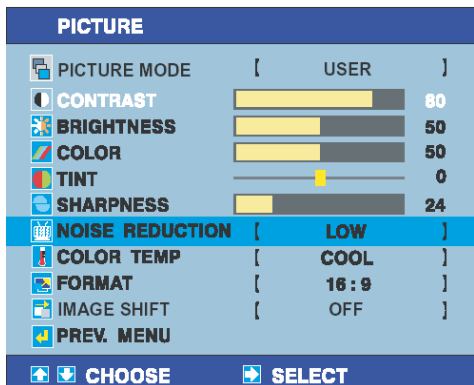 PICTURE
PICTURE MODE [ USER ]
CONTRAST 80
BRIGHTNESS 50
COLOR 50
TINT 0
SHARPNESS 24
NOISE REDUCTION [ LOW ]
COLOR TEMP [ COOL ]
FORMAT [ 16 : 9 ]
IMAGE SHIFT [ OFF ]
PREV. MENU
CHOOSE SELECT